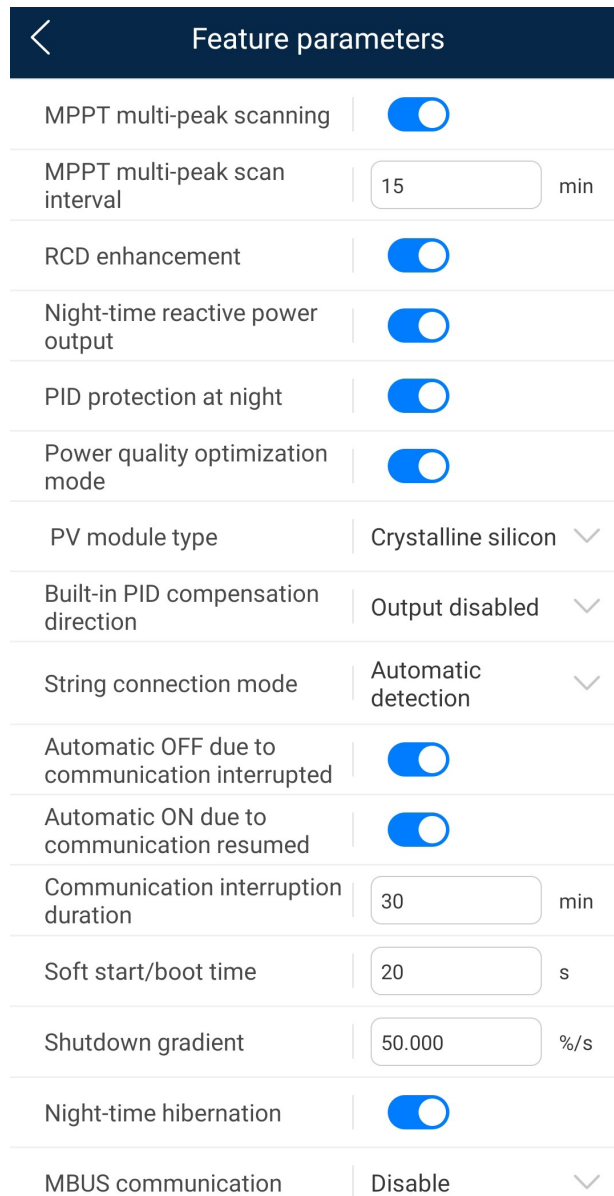 Feature parameters
MPPT multi-peak scanning
MPPT multi-peak scan
interval
15
min
RCD enhancement
Night-time reactive power
output
PID protection at night
Power quality optimization
mode
PV module type
Crystalline silicon
Built-in PID compensation
direction
Output disabled
String connection mode
Automatic
detection
Automatic OFF due to
communication interrupted
Automatic ON due to
communication resumed
Communication interruption
duration
30
min
Soft start/boot time
20
s
Shutdown gradient
50.000
%/s
Night-time hibernation
MBUS communication
Disable